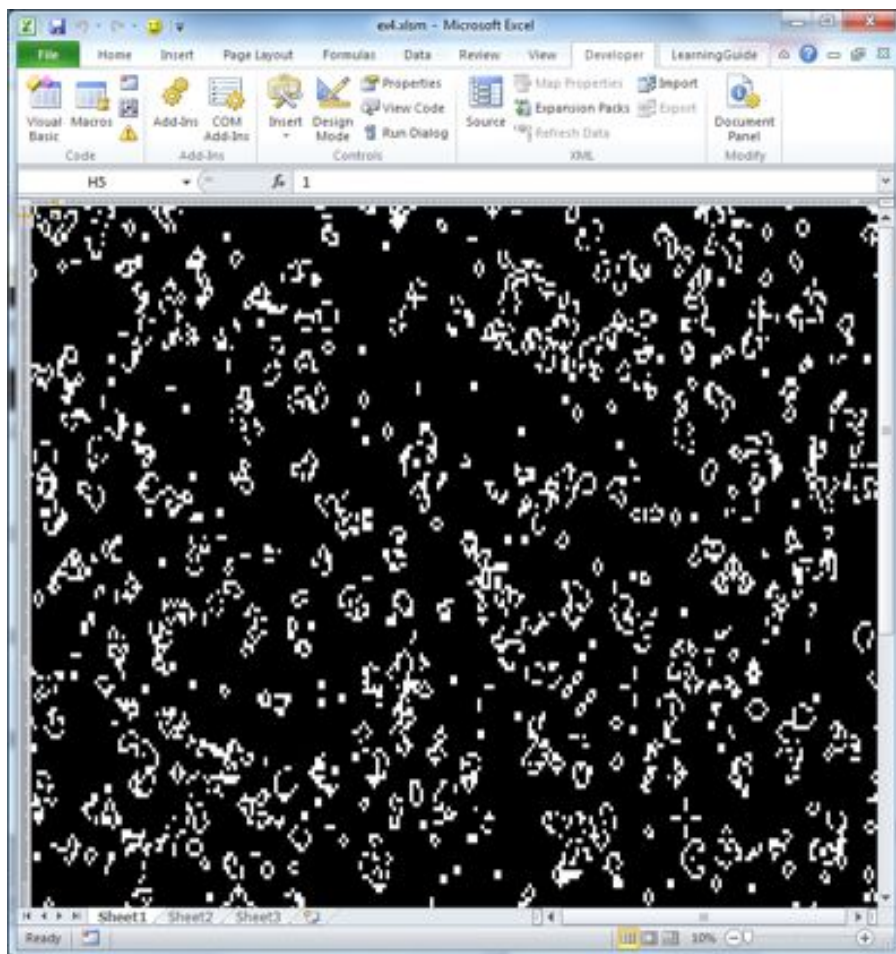 ev4.xlsm - Microsoft Excel
File Home Insert Page Layout Formulas Data Review View Developer LearningGuide
Visual Basic Macros Add-Ins COM Add-Ins Insert Design Mode Properties View Code Run Dialog Source Map Properties Expansion Packs Refresh Data Import Export Document Panel
Code Add-Ins Controls XML Modify
H5 fx 1
Sheet1 Sheet2 Sheet3
Ready 10%